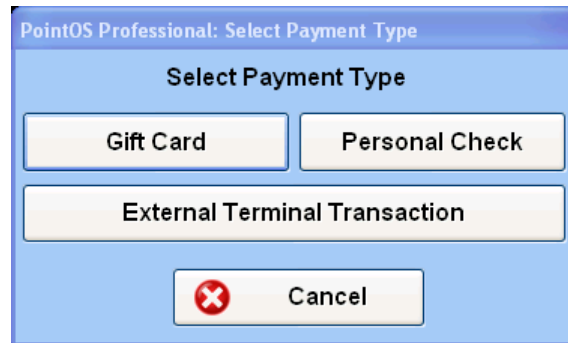 PointOS Professional: Select Payment Type
Select Payment Type
Gift Card
Personal Check
External Terminal Transaction
Cancel